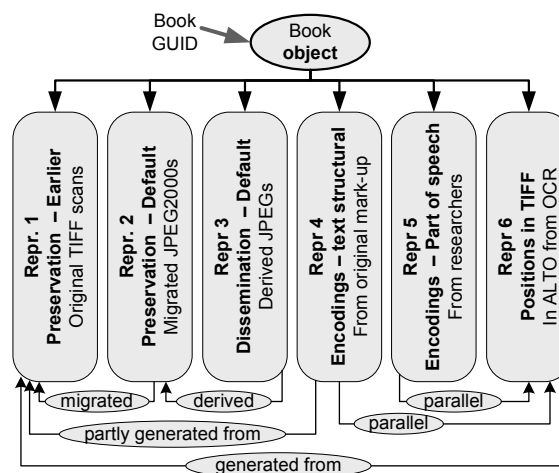 Book
GUID
Book
object
Repr. 1
Preservation – Earlier
Original TIFF scans
Repr. 2
Preservation – Default
Migrated JPEG2000s
Repr 3
Dissemination – Default
Derived JPEGs
Repr 4
Encodings – text structural
From original mark-up
Repr 5
Encodings – Part of speech
From researchers
Repr 6
Positions in TIFF
In ALTO from OCR
migrated
derived
parallel
parallel
partly generated from
generated from